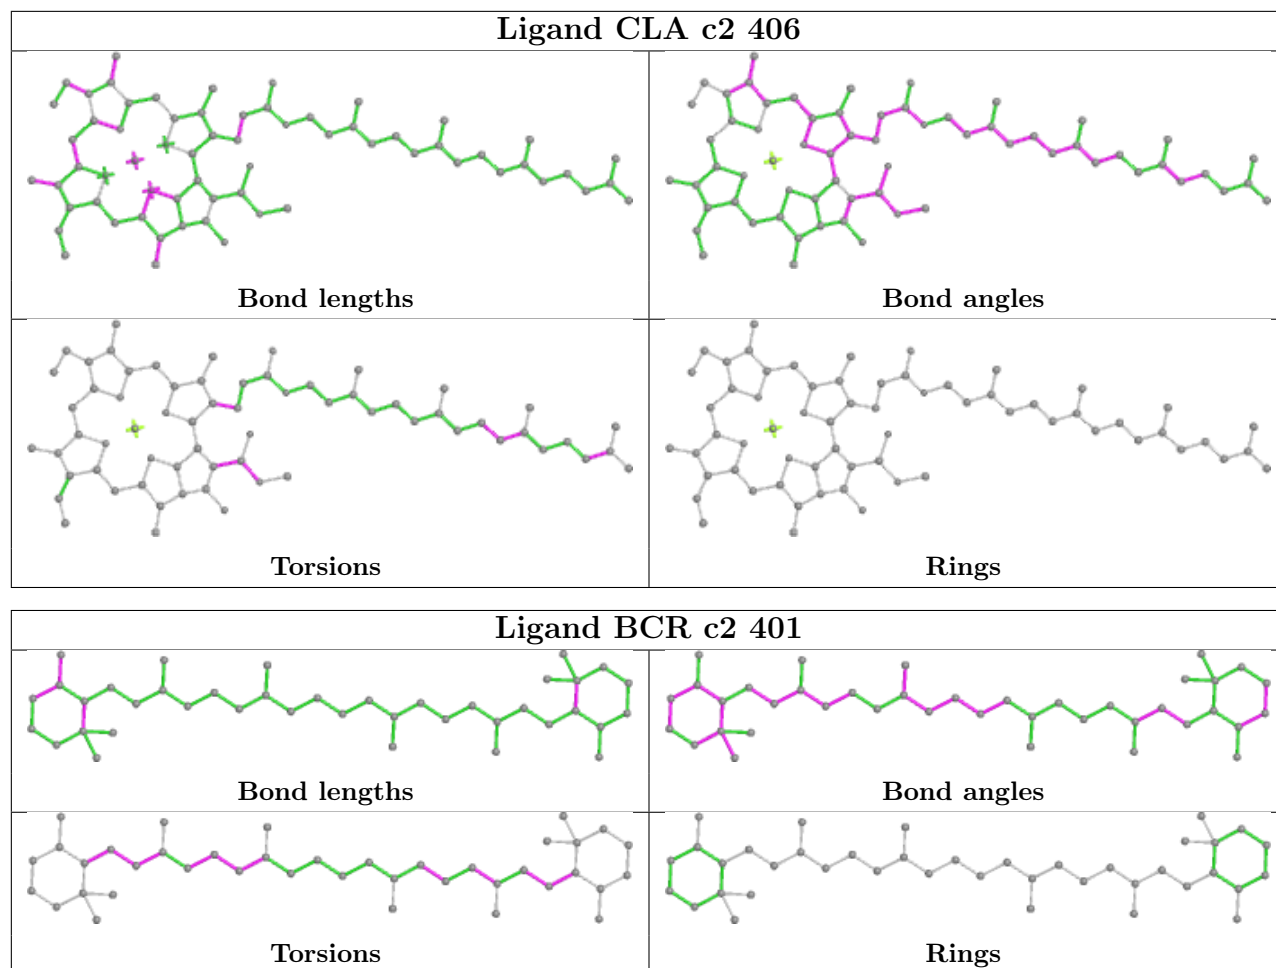 Ligand CLA c2 406
Bond lengths
Bond angles
Torsions
Rings
Ligand BCR c2 401
Bond lengths
Bond angles
Torsions
Rings